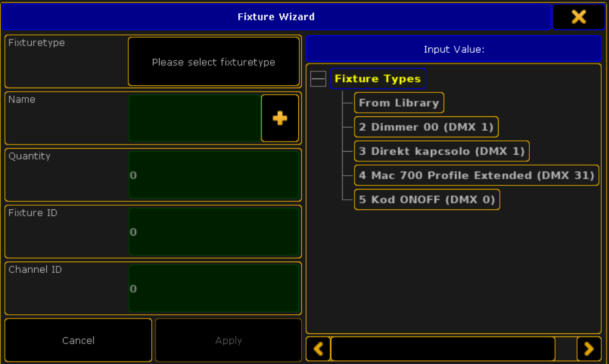 Fixture Wizard
Fixturetype
Please select fixturetype
Name
Quantity
0
Fixture ID
0
Channel ID
0
Cancel
Apply
Input Value:
Fixture Types
From Library
2 Dimmer 00 (DMX 1)
3 Direkt kapcsolo (DMX 1)
4 Mac 700 Profile Extended (DMX 31)
5 Kod ONOFF (DMX 0)